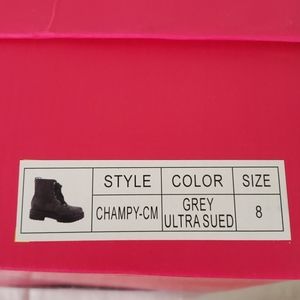 STYLE COLOR SIZE
CHAMPY-CM GREY ULTRA SUED 8